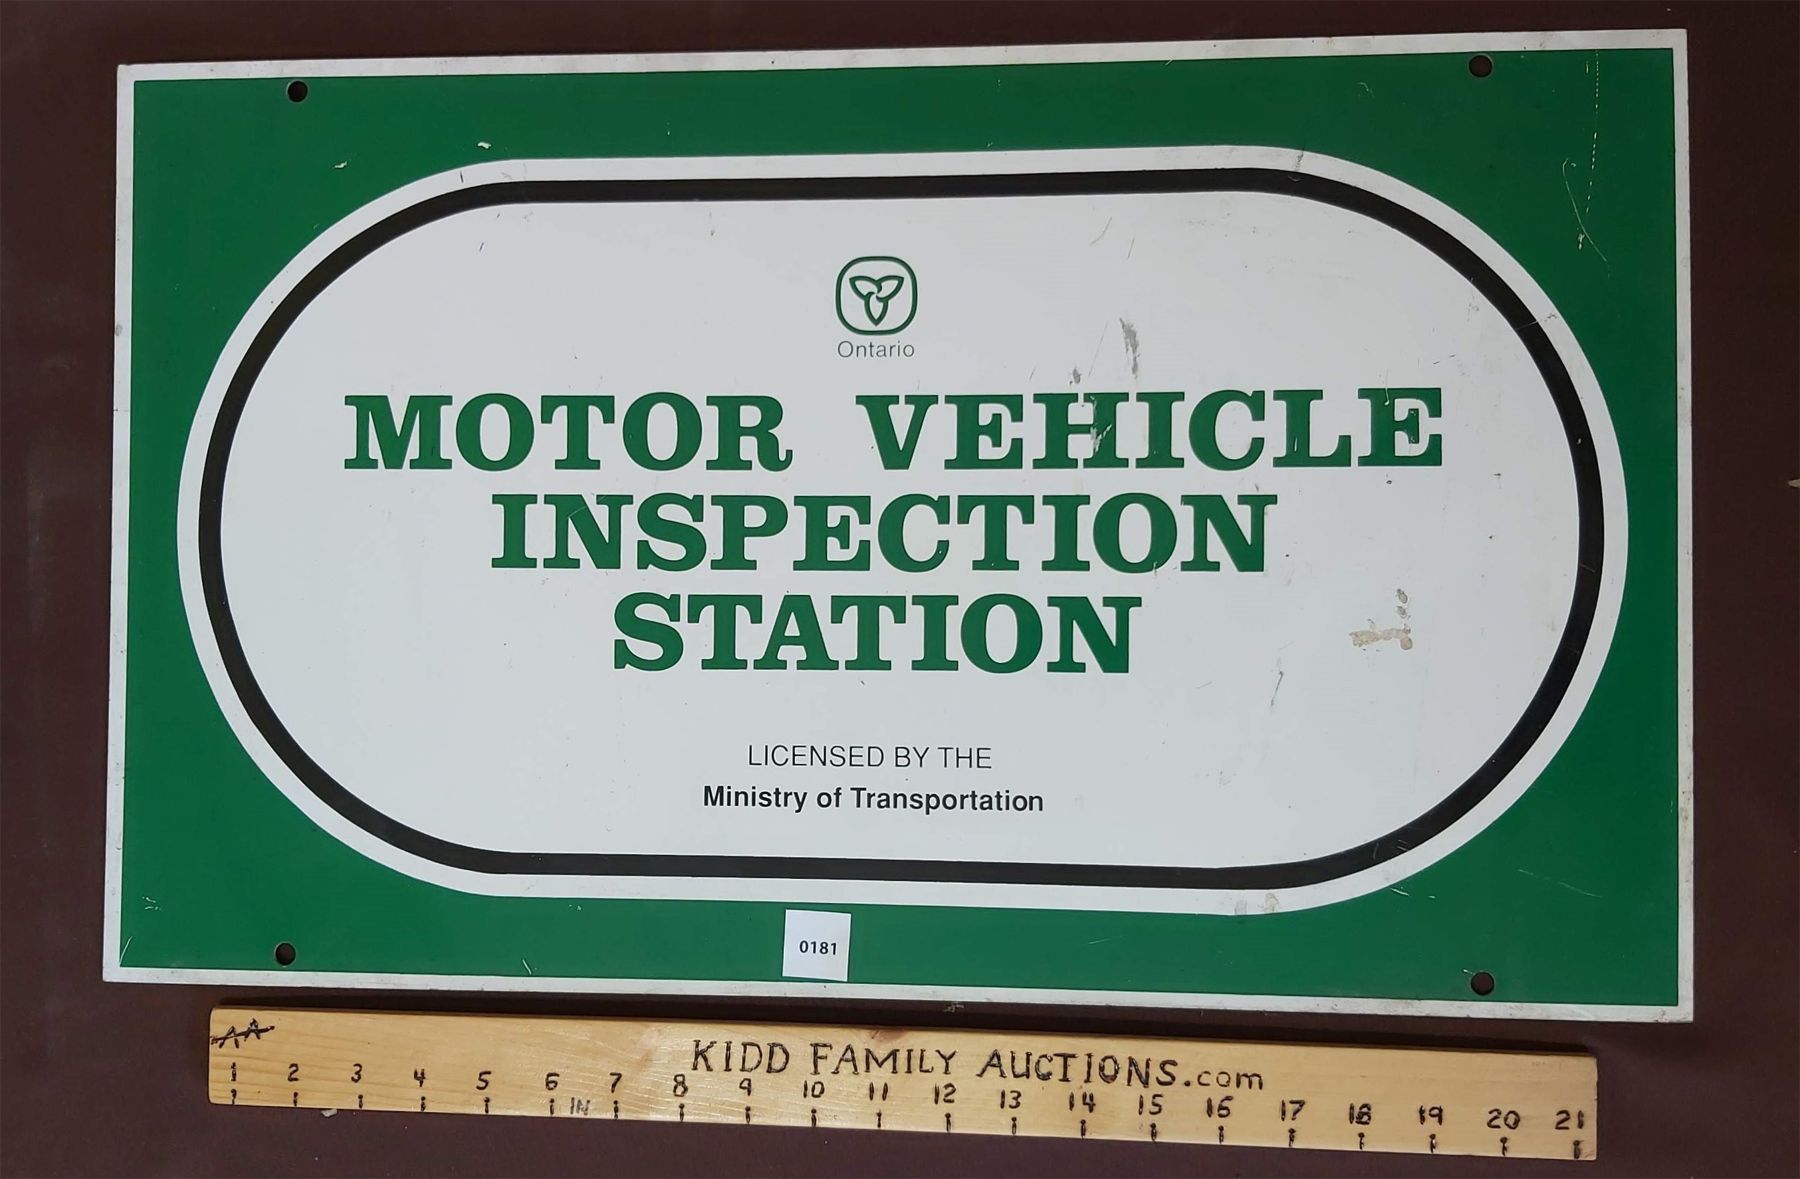 Ontario
MOTOR VEHICLE
INSPECTION
STATION
LICENSED BY THE
Ministry of Transportation
0181
AA
KIDD FAMILY AUCTIONS.com
1 2 3 4 5 6 IN 7 8 9 10 11 12 13 14 15 16 17 18 19 20 21